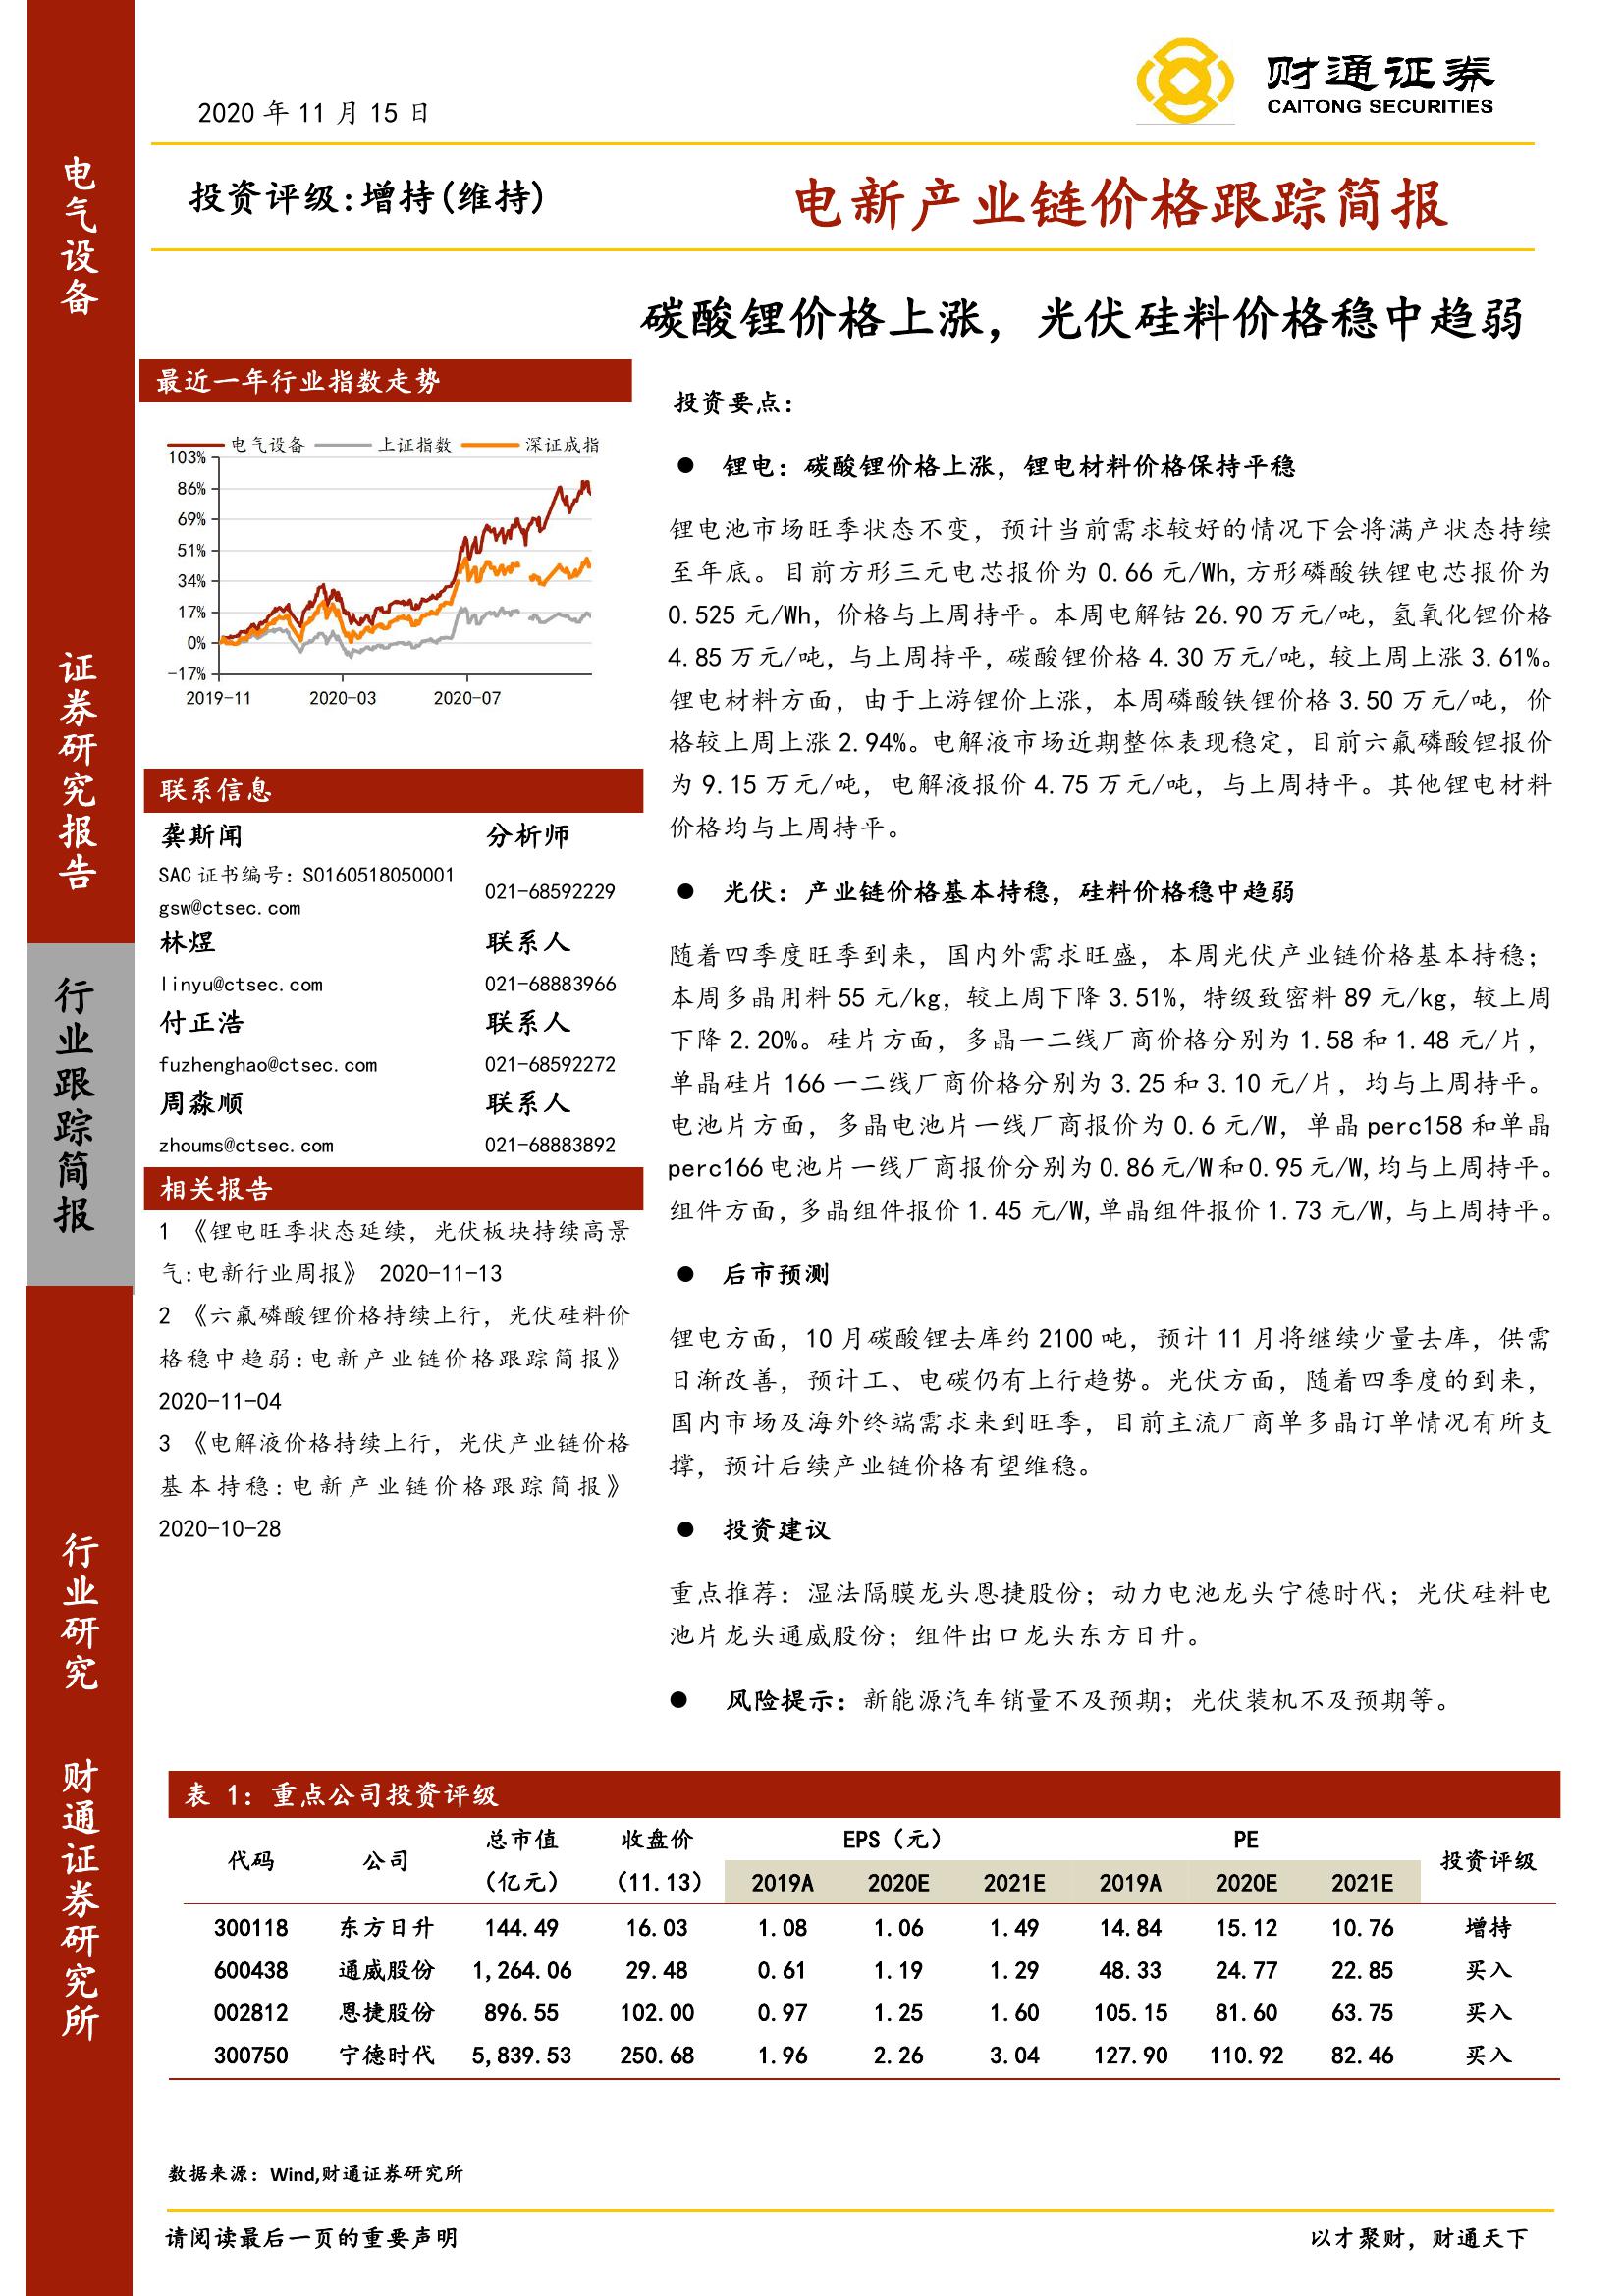 财通证券
CAITONG SECURITIES
2020 年 11 月 15 日
投资评级:增持(维持)
电新产业链价格跟踪简报
碳酸锂价格上涨，光伏硅料价格稳中趋弱
电气设备
证券研究报告
行业跟踪简报
行业研究
财通证券研究所
最近一年行业指数走势
电气设备 上证指数 深证成指
103%
86%
69%
51%
34%
17%
0%
-17%
2019-11 2020-03 2020-07
联系信息
龚斯闻 分析师
SAC 证书编号：S0160518050001
021-68592229
gsw@ctsec.com
林煜 联系人
linyu@ctsec.com 021-68883966
付正浩 联系人
fuzhenghao@ctsec.com 021-68592272
周淼顺 联系人
zhoums@ctsec.com 021-68883892
相关报告
1 《锂电旺季状态延续，光伏板块持续高景
气:电新行业周报》 2020-11-13
2 《六氟磷酸锂价格持续上行，光伏硅料价
格稳中趋弱:电新产业链价格跟踪简报》
2020-11-04
3 《电解液价格持续上行，光伏产业链价格
基本持稳:电新产业链价格跟踪简报》
2020-10-28
投资要点：
● 锂电：碳酸锂价格上涨，锂电材料价格保持平稳
锂电池市场旺季状态不变，预计当前需求较好的情况下会将满产状态持续
至年底。目前方形三元电芯报价为 0.66 元/Wh,方形磷酸铁锂电芯报价为
0.525 元/Wh，价格与上周持平。本周电解钴 26.90 万元/吨，氢氧化锂价格
4.85 万元/吨，与上周持平，碳酸锂价格 4.30 万元/吨，较上周上涨 3.61%。
锂电材料方面，由于上游锂价上涨，本周磷酸铁锂价格 3.50 万元/吨，价
格较上周上涨 2.94%。电解液市场近期整体表现稳定，目前六氟磷酸锂报价
为 9.15 万元/吨，电解液报价 4.75 万元/吨，与上周持平。其他锂电材料
价格均与上周持平。
● 光伏：产业链价格基本持稳，硅料价格稳中趋弱
随着四季度旺季到来，国内外需求旺盛，本周光伏产业链价格基本持稳；
本周多晶用料 55 元/kg，较上周下降 3.51%，特级致密料 89 元/kg，较上周
下降 2.20%。硅片方面，多晶一二线厂商价格分别为 1.58 和 1.48 元/片，
单晶硅片 166 一二线厂商价格分别为 3.25 和 3.10 元/片，均与上周持平。
电池片方面，多晶电池片一线厂商报价为 0.6 元/W，单晶 perc158 和单晶
perc166 电池片一线厂商报价分别为 0.86 元/W 和 0.95 元/W,均与上周持平。
组件方面，多晶组件报价 1.45 元/W,单晶组件报价 1.73 元/W，与上周持平。
● 后市预测
锂电方面，10 月碳酸锂去库约 2100 吨，预计 11 月将继续少量去库，供需
日渐改善，预计工、电碳仍有上行趋势。光伏方面，随着四季度的到来，
国内市场及海外终端需求来到旺季，目前主流厂商单多晶订单情况有所支
撑，预计后续产业链价格有望维稳。
● 投资建议
重点推荐：湿法隔膜龙头恩捷股份；动力电池龙头宁德时代；光伏硅料电
池片龙头通威股份；组件出口龙头东方日升。
● 风险提示：新能源汽车销量不及预期；光伏装机不及预期等。
表 1：重点公司投资评级
代码 公司 总市值（亿元） 收盘价（11.13） EPS（元） PE 投资评级
2019A 2020E 2021E 2019A 2020E 2021E
300118 东方日升 144.49 16.03 1.08 1.06 1.49 14.84 15.12 10.76 增持
600438 通威股份 1,264.06 29.48 0.61 1.19 1.29 48.33 24.77 22.85 买入
002812 恩捷股份 896.55 102.00 0.97 1.25 1.60 105.15 81.60 63.75 买入
300750 宁德时代 5,839.53 250.68 1.96 2.26 3.04 127.90 110.92 82.46 买入
数据来源：Wind,财通证券研究所
请阅读最后一页的重要声明 以才聚财，财通天下